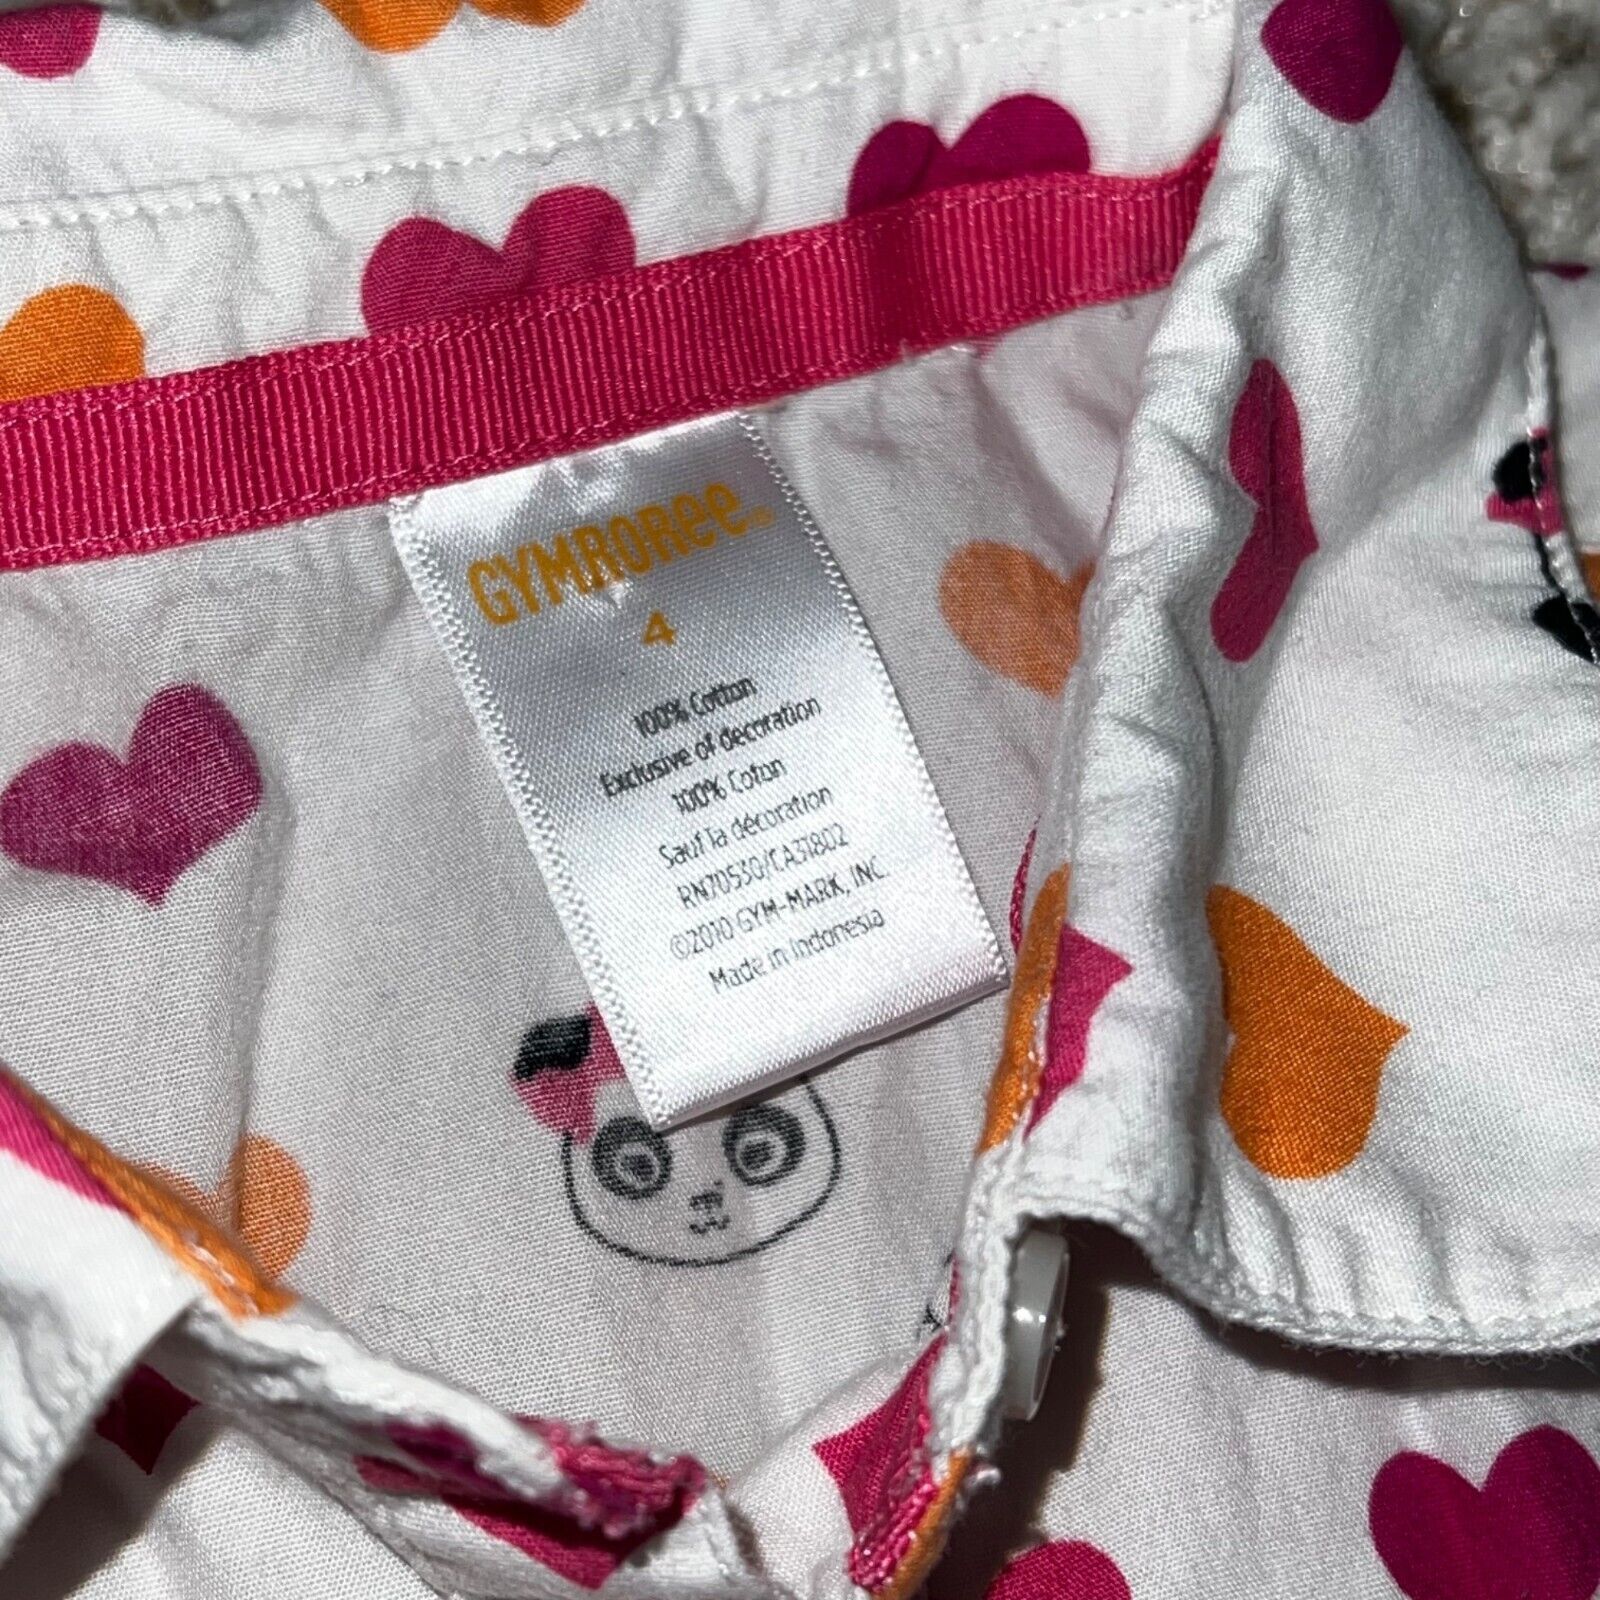 GYMBOREE®
4
100% Cotton
Exclusive of decoration
100% Coton
Sauf la décoration
RN70530/CA31802
©2010 GYM-MARK, INC.
Made in Indonesia